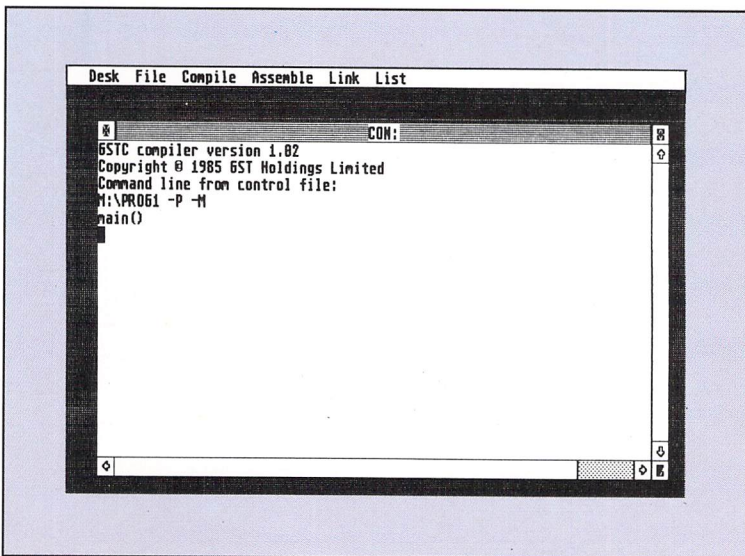 Desk File Compile Assemble Link List
CON:
GSTC compiler version 1.02
Copyright © 1985 GST Holdings Limited
Command line from control file:
M:\PROG1 -P -M
main()